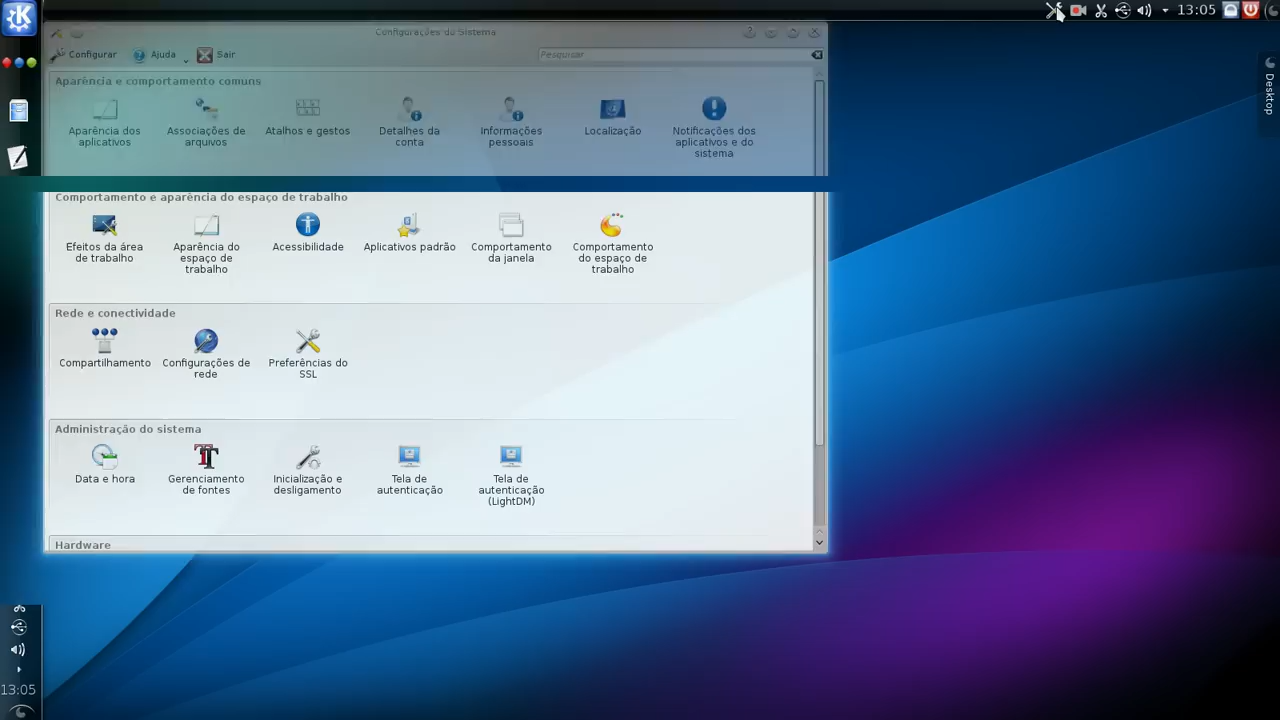 13:05
Configurações do Sistema
Configurar Ajuda Sair Pesquisar
Desktop
Aparência e comportamento comuns
Aparência dos aplicativos
Associações de arquivos
Atalhos e gestos
Detalhes da conta
Informações pessoais
Localização
Notificações dos aplicativos e do sistema
Comportamento e aparência do espaço de trabalho
Efeitos da área de trabalho
Aparência do espaço de trabalho
Acessibilidade
Aplicativos padrão
Comportamento da janela
Comportamento do espaço de trabalho
Rede e conectividade
Compartilhamento
Configurações de rede
Preferências do SSL
Administração do sistema
Data e hora
Gerenciamento de fontes
Inicialização e desligamento
Tela de autenticação
Tela de autenticação (LightDM)
Hardware
13:05